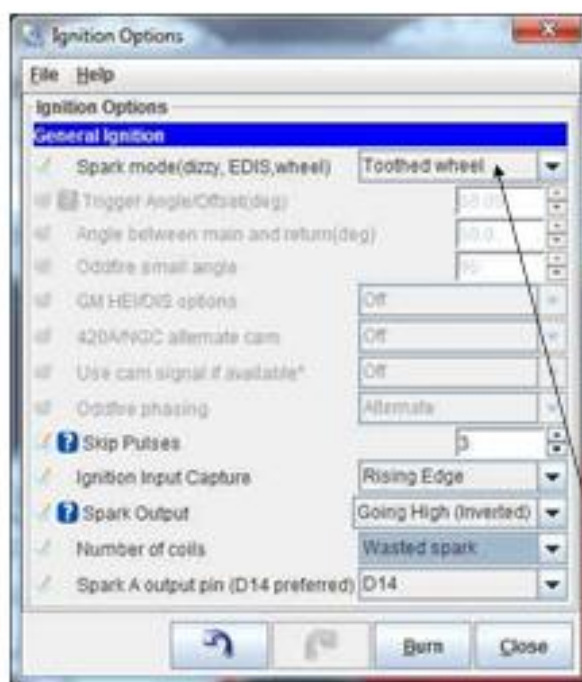 Ignition Options
File Help
Ignition Options
General Ignition
Spark mode(dizzy, EDIS,wheel) Toothed wheel
Trigger Angle/Offset(deg)
Angle between main and return(deg)
Oddfire small angle
GM HEI/DIS options Off
420A/NGC alternate cam Off
Use cam signal if available* Off
Oddfire phasing Alternate
Skip Pulses 3
Ignition Input Capture Rising Edge
Spark Output Going High (Inverted)
Number of coils Wasted spark
Spark A output pin (D14 preferred) D14
Burn Close